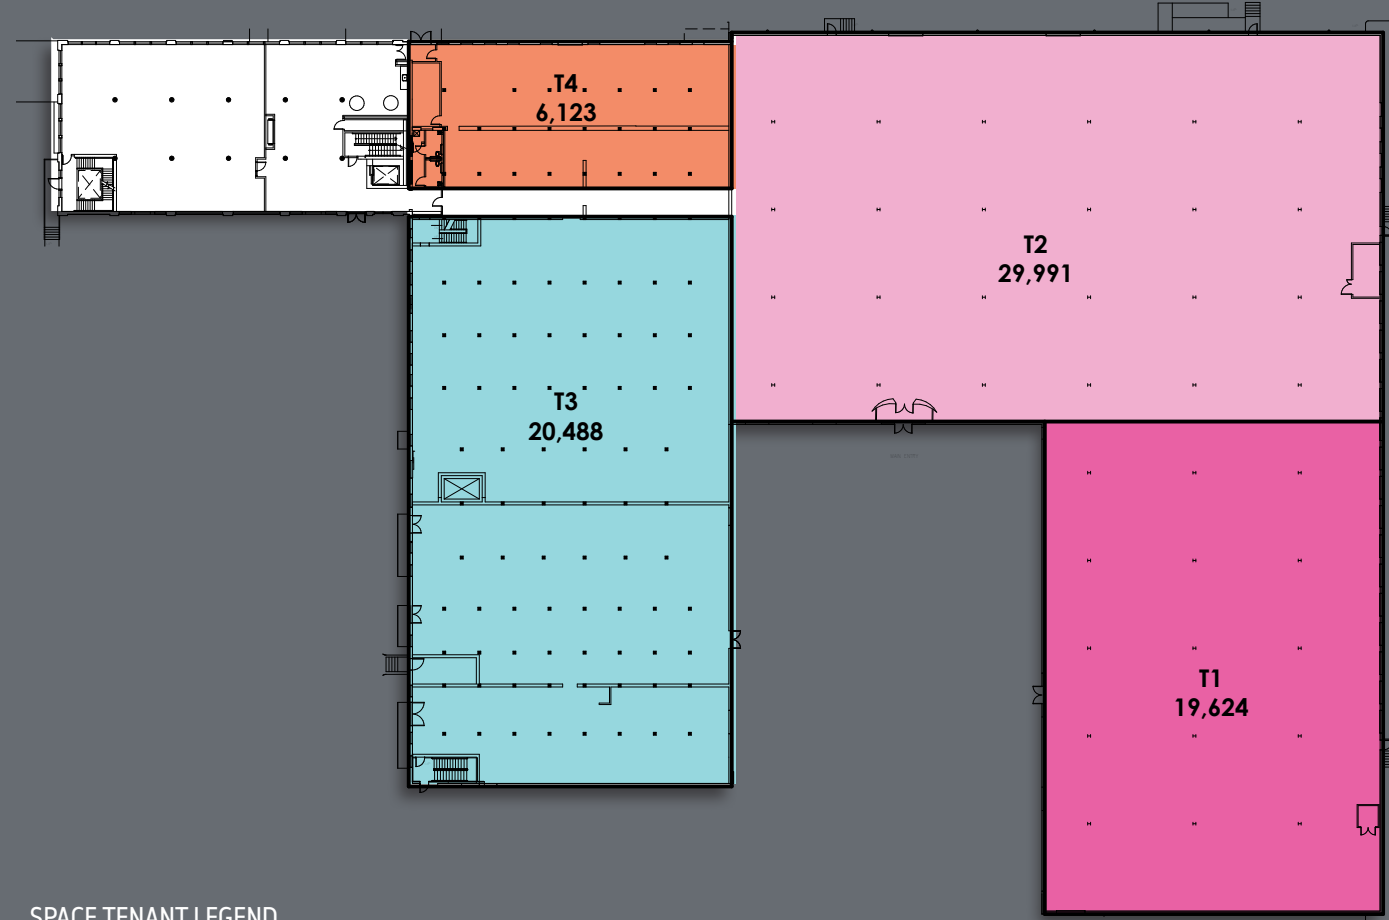 T4
6,123
T2
29,991
T3
20,488
T1
19,624
SPACE TENANT LEGEND